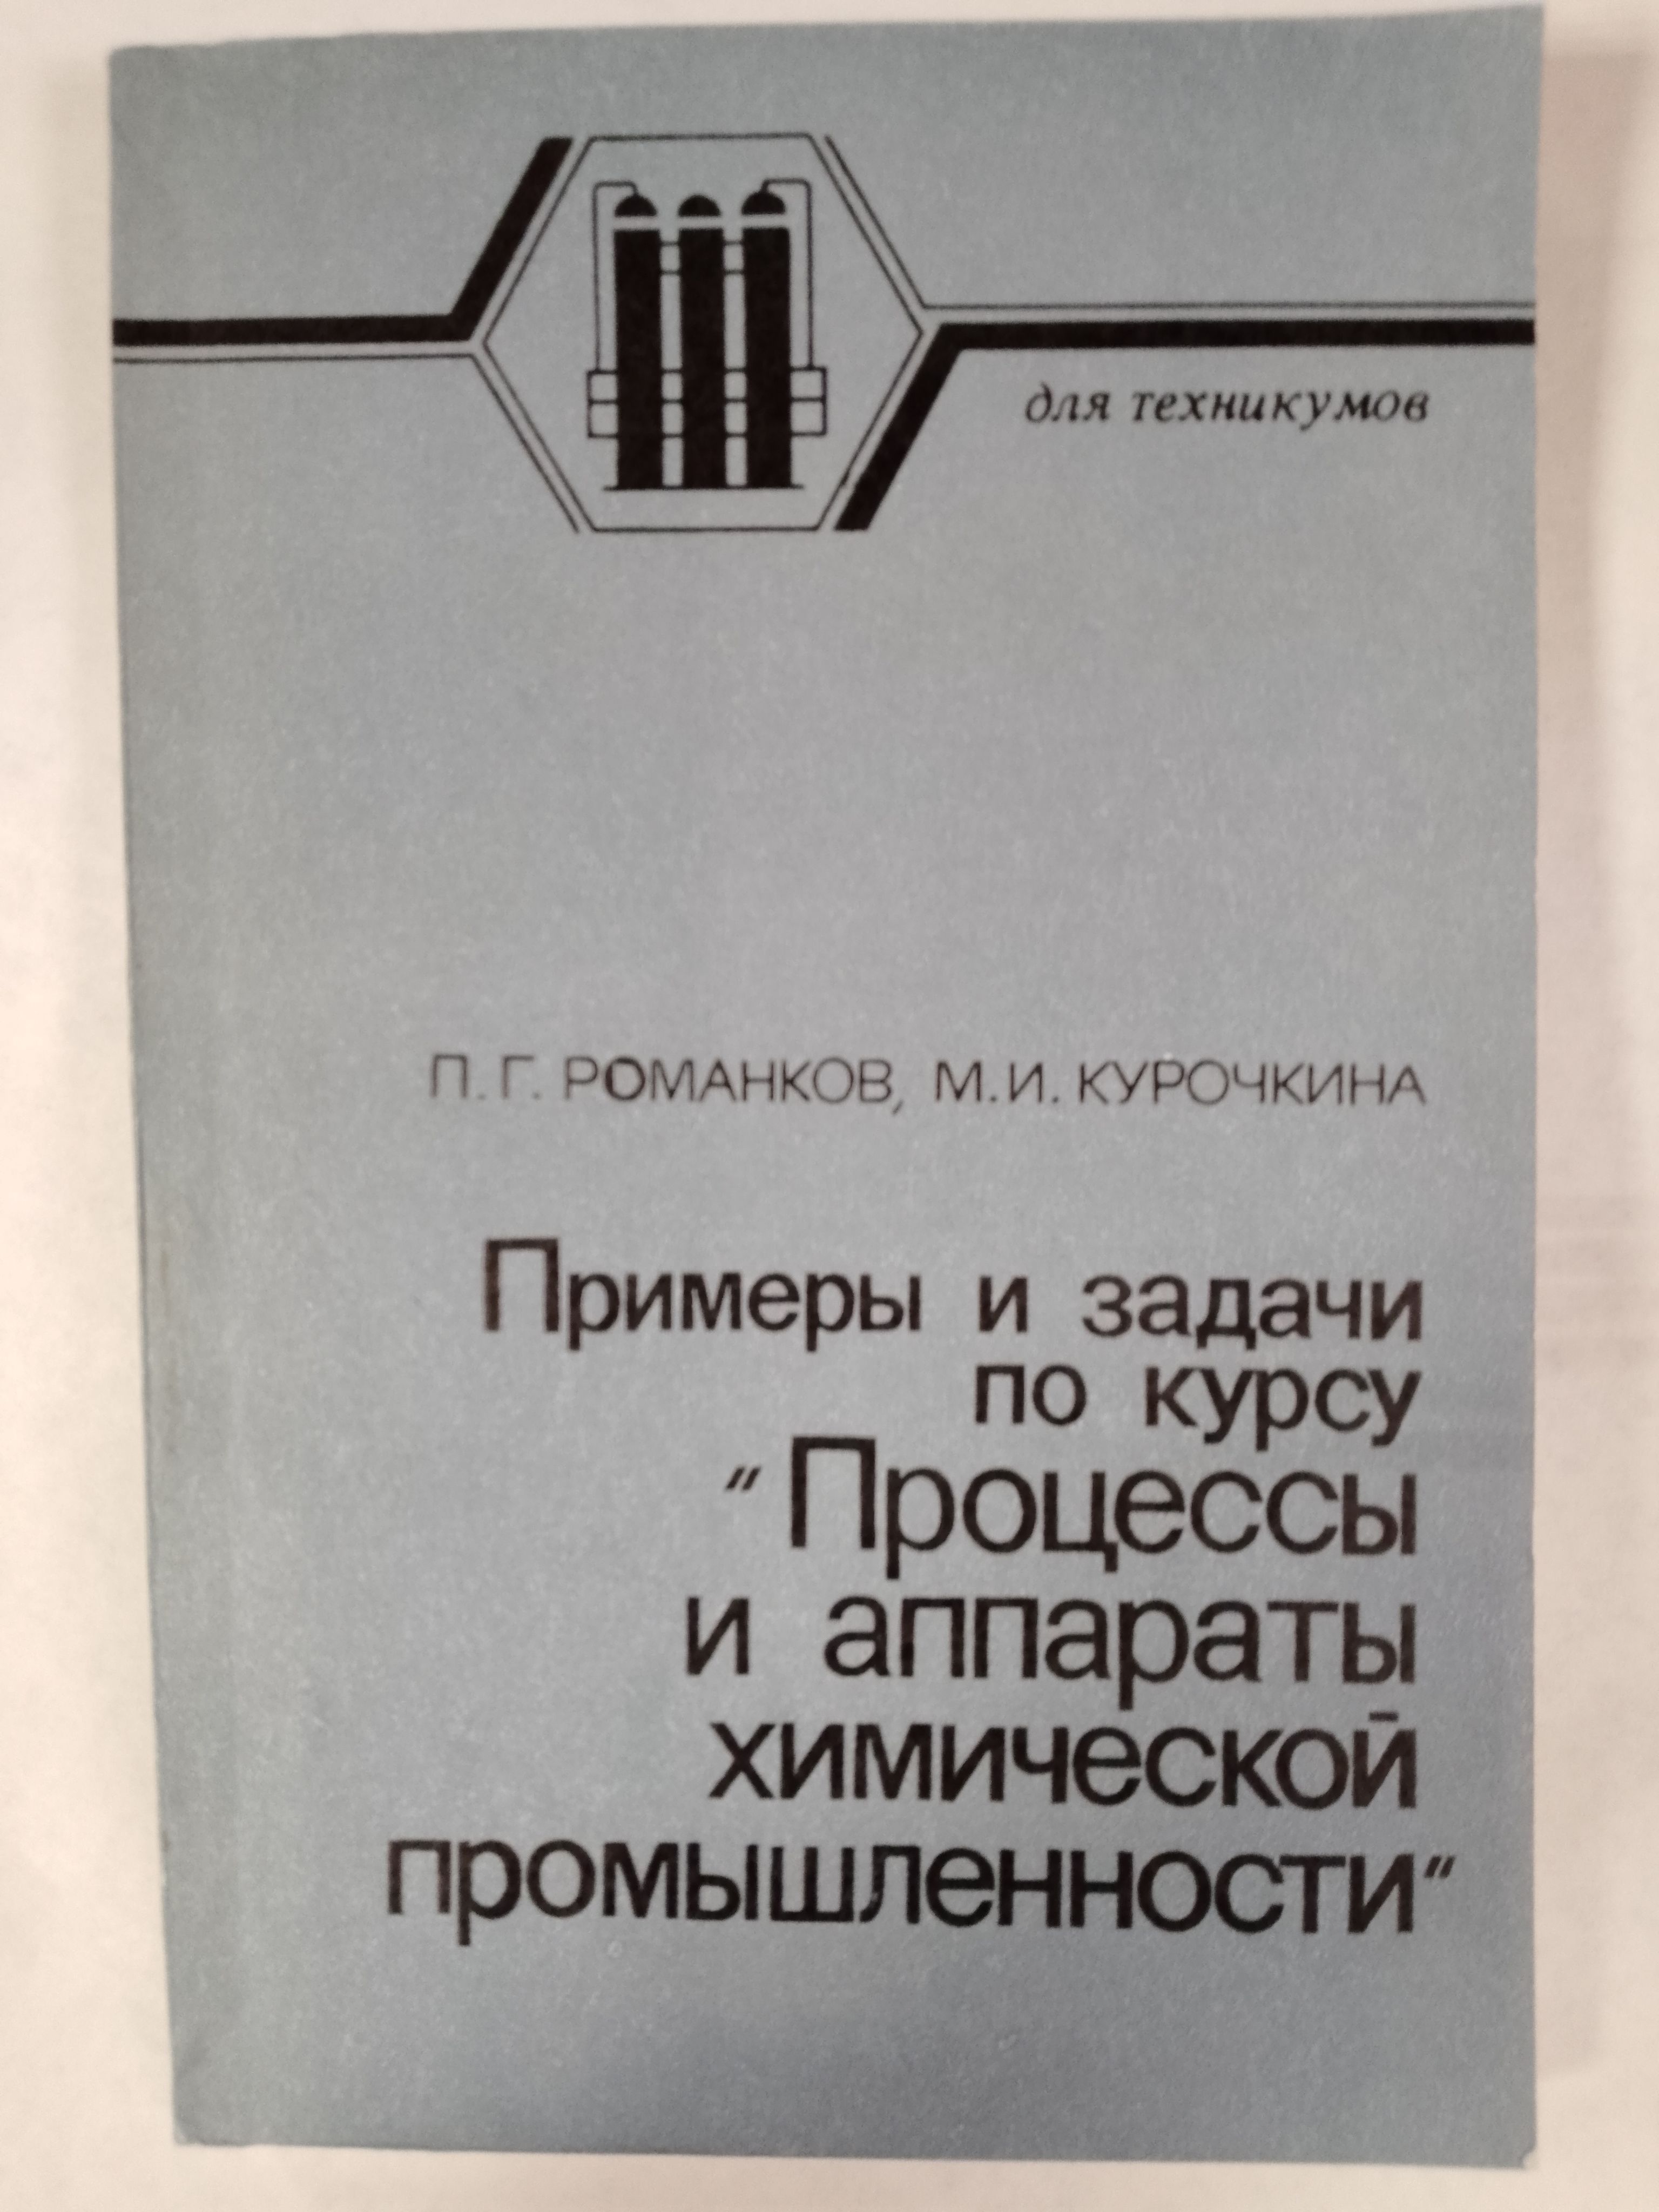 для техникумов
П. Г. РОМАНКОВ, М. И. КУРОЧКИНА
Примеры и задачи
по курсу
"Процессы
и аппараты
химической
промышленности"